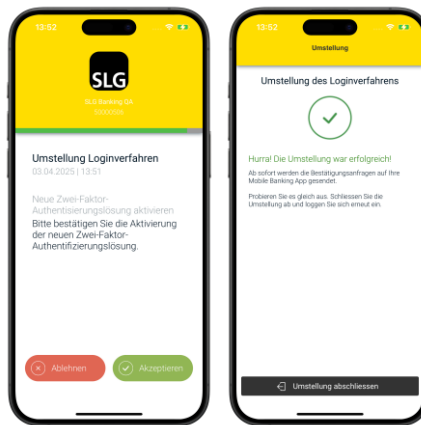 13:52
SLG
SLG Banking QA
Umstellung Loginverfahren
03.04.2025 | 13:51
Neue Zwei-Faktor-
Authentisierungslösung aktivieren
Bitte bestätigen Sie die Aktivierung
der neuen Zwei-Faktor-
Authentifizierungslösung.
Ablehnen
Akzeptieren
13:52
Umstellung
Umstellung des Loginverfahrens
Hurra! Die Umstellung war erfolgreich!
Ab sofort werden die Bestätigungsanfragen auf Ihre
Mobile Banking App gesendet.
Probieren Sie es gleich aus. Schliessen Sie die
Umstellung ab und loggen Sie sich erneut ein.
Umstellung abschliessen